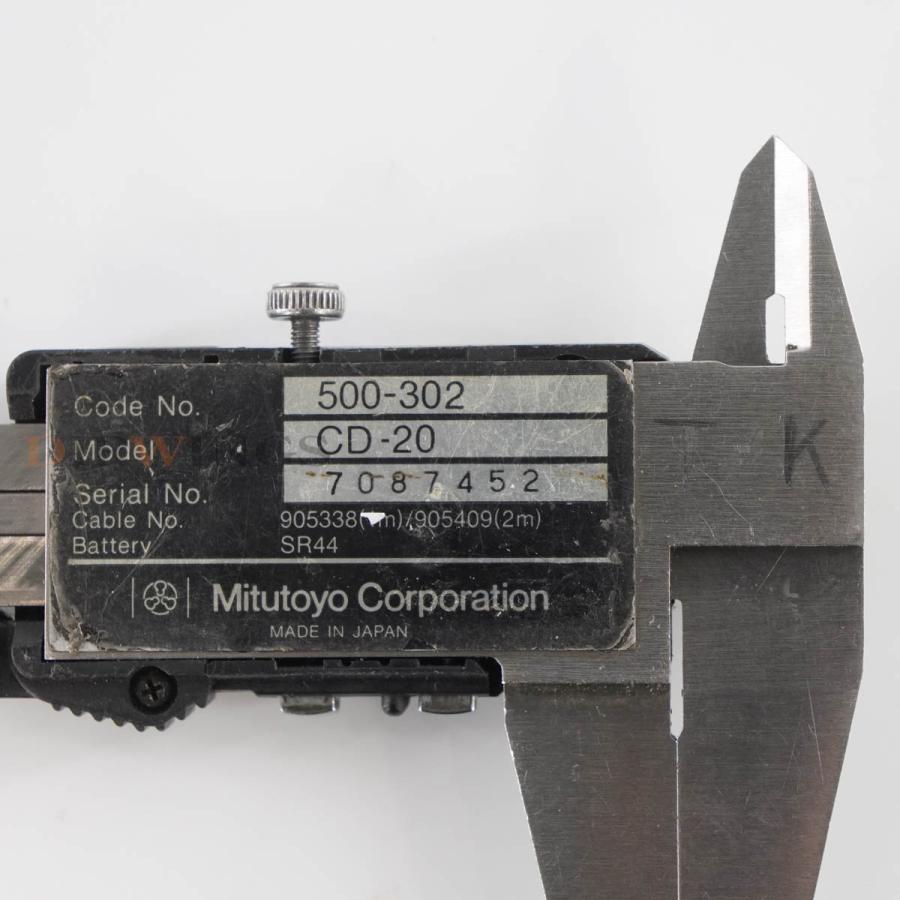 Code No. 500-302
Model CD-20
Serial No. 7087452
Cable No. 905338( m)/905409(2m)
Battery SR44
Mitutoyo Corporation
MADE IN JAPAN
K